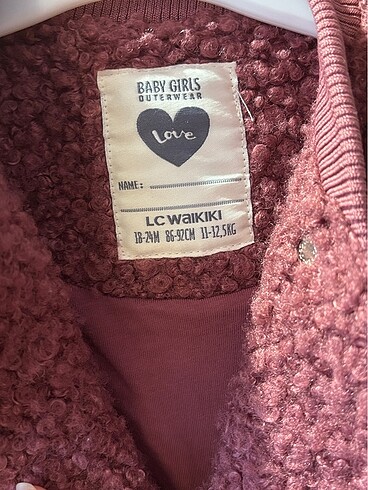 BABY GIRLS
OUTERWEAR
Love
NAME:
LC WAIKIKI
18-24M 86-92CM 11-12,5KG